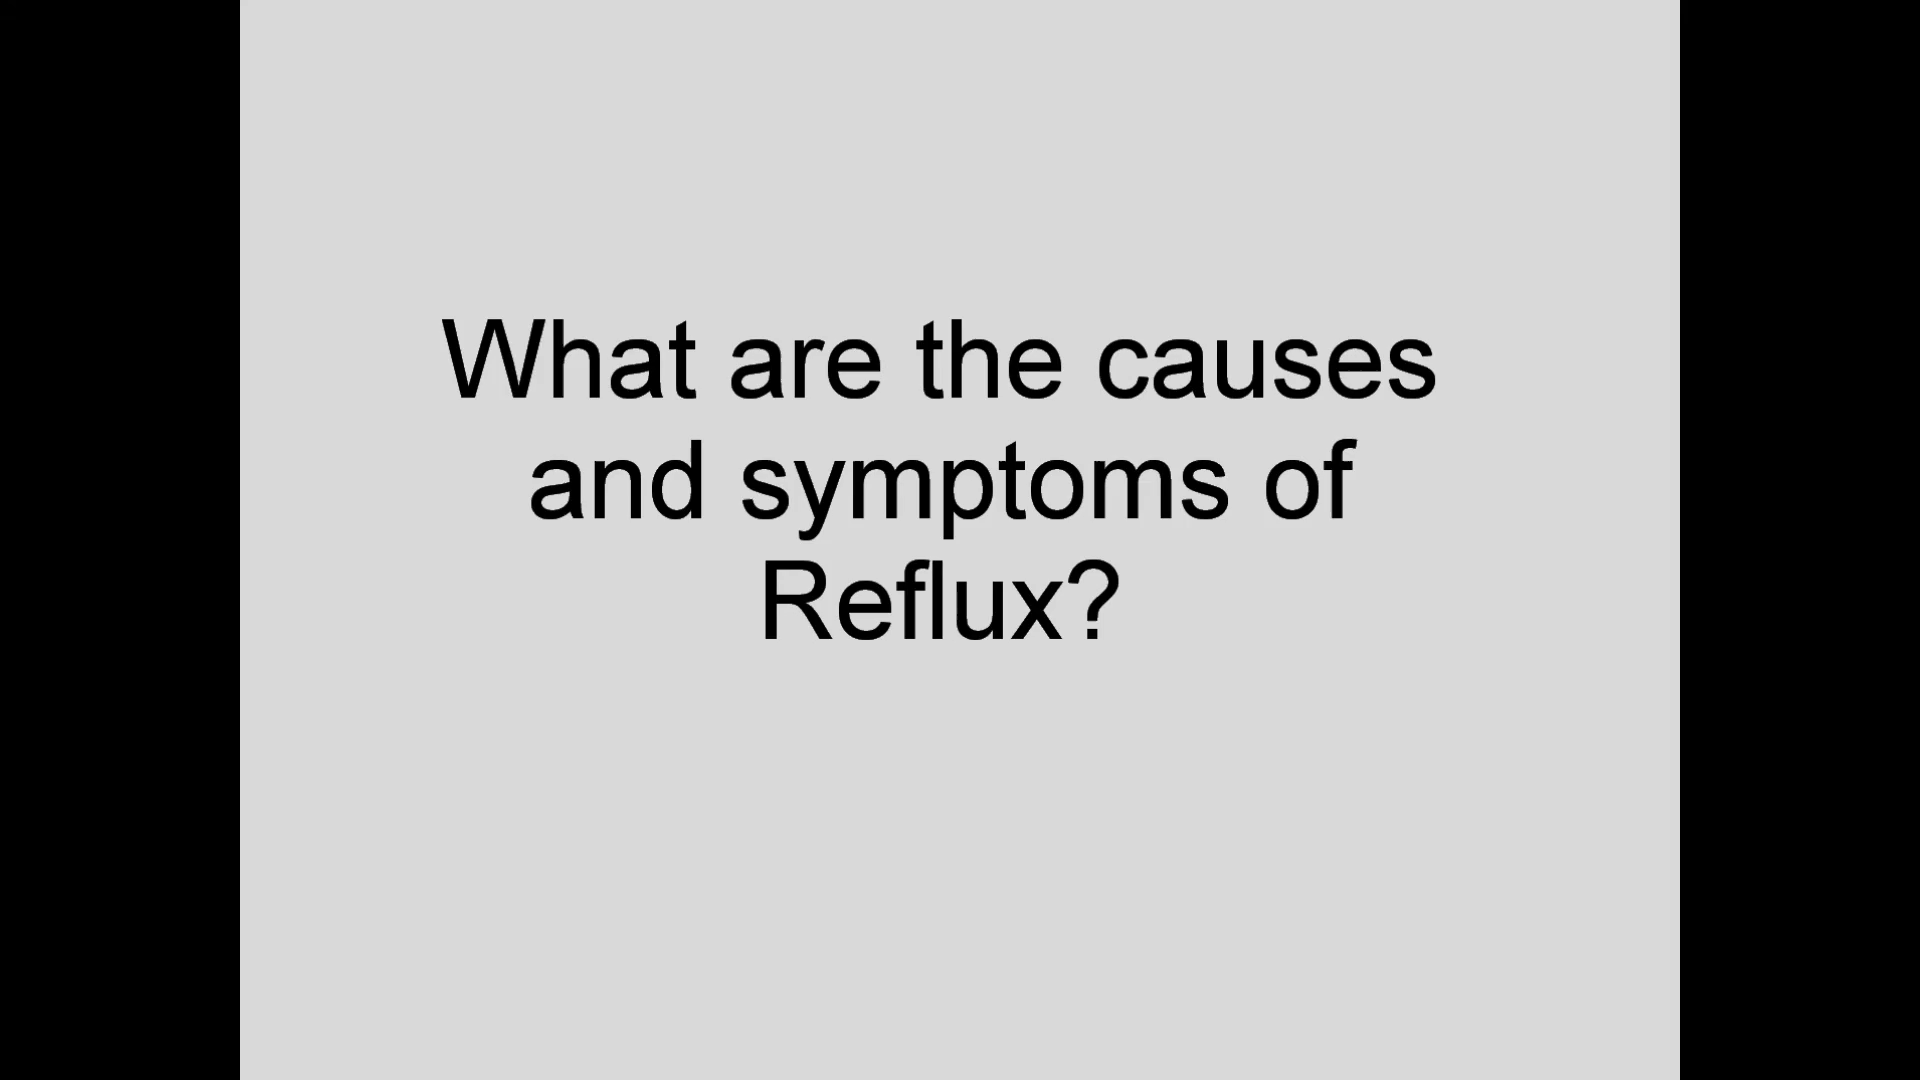 What are the causes
and symptoms of
Reflux?